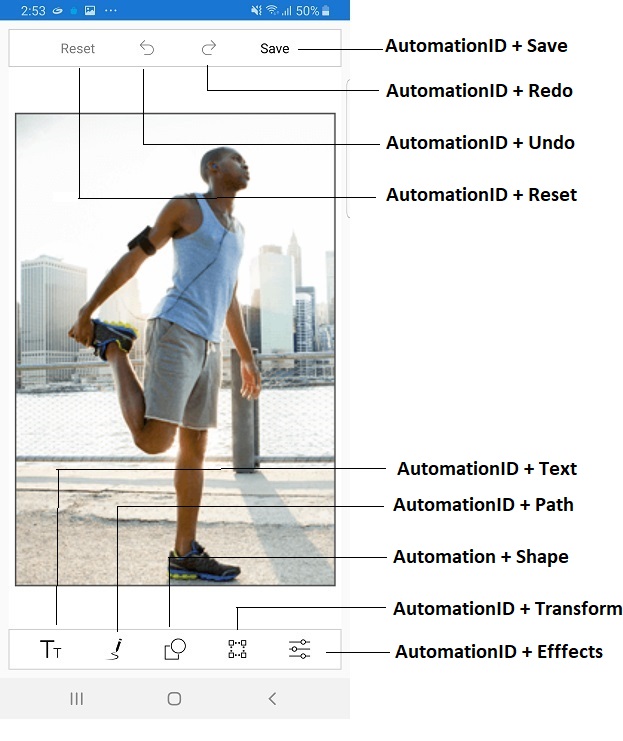 2:53 ... 50%
Reset Save
AutomationID + Save
AutomationID + Redo
AutomationID + Undo
AutomationID + Reset
AutomationID + Text
AutomationID + Path
Automation + Shape
AutomationID + Transform
AutomationID + Efffects
TT